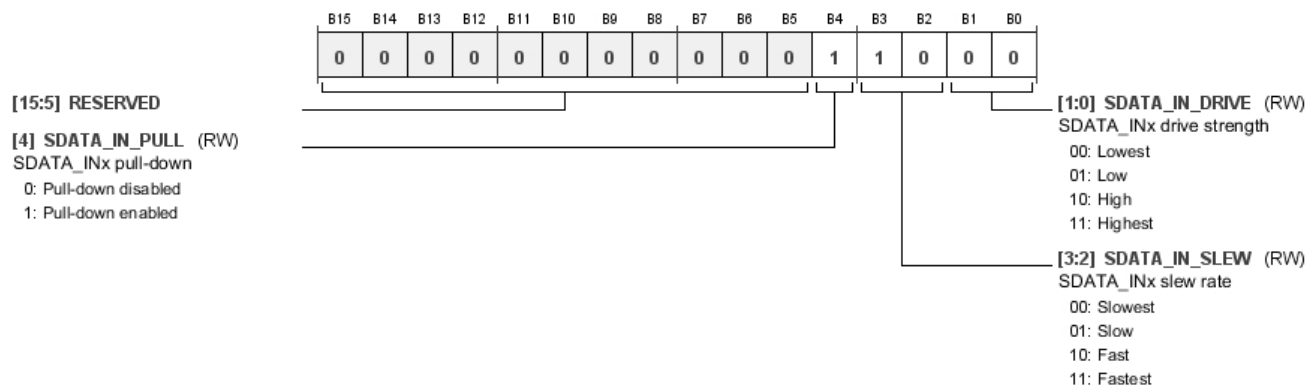 B15 B14 B13 B12 B11 B10 B9 B8 B7 B6 B5 B4 B3 B2 B1 B0
0 0 0 0 0 0 0 0 0 0 0 1 1 0 0 0
[15:5] RESERVED
[4] SDATA_IN_PULL (RW)
SDATA_INx pull-down
0: Pull-down disabled
1: Pull-down enabled
[1:0] SDATA_IN_DRIVE (RW)
SDATA_INx drive strength
00: Lowest
01: Low
10: High
11: Highest
[3:2] SDATA_IN_SLEW (RW)
SDATA_INx slew rate
00: Slowest
01: Slow
10: Fast
11: Fastest